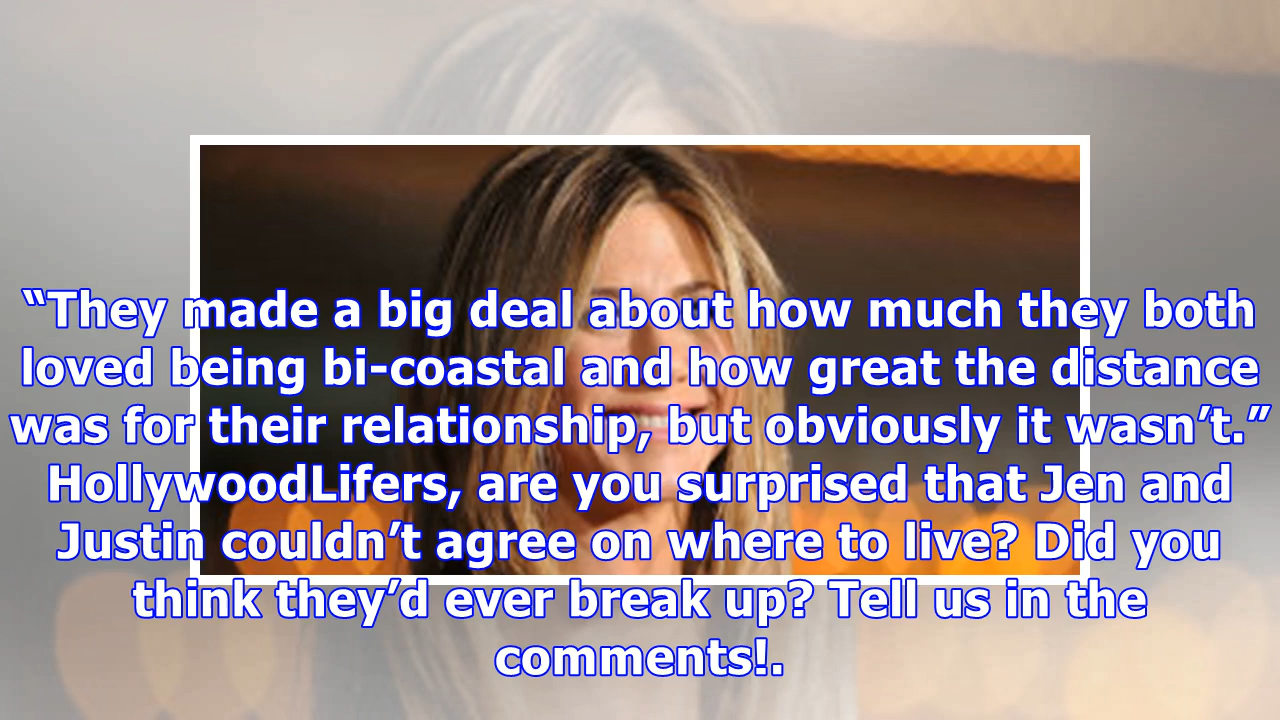 “They made a big deal about how much they both
loved being bi-coastal and how great the distance
was for their relationship, but obviously it wasn’t.”
HollywoodLifers, are you surprised that Jen and
Justin couldn’t agree on where to live? Did you
think they’d ever break up? Tell us in the
comments!.